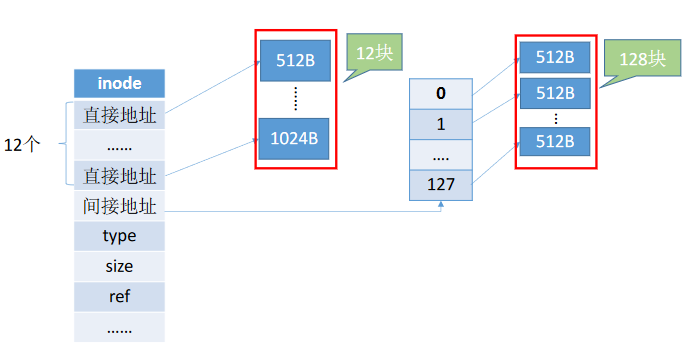 12个
inode
直接地址
……
直接地址
间接地址
type
size
ref
……
512B
……
1024B
12块
0
1
....
127
512B
512B
...
512B
128块